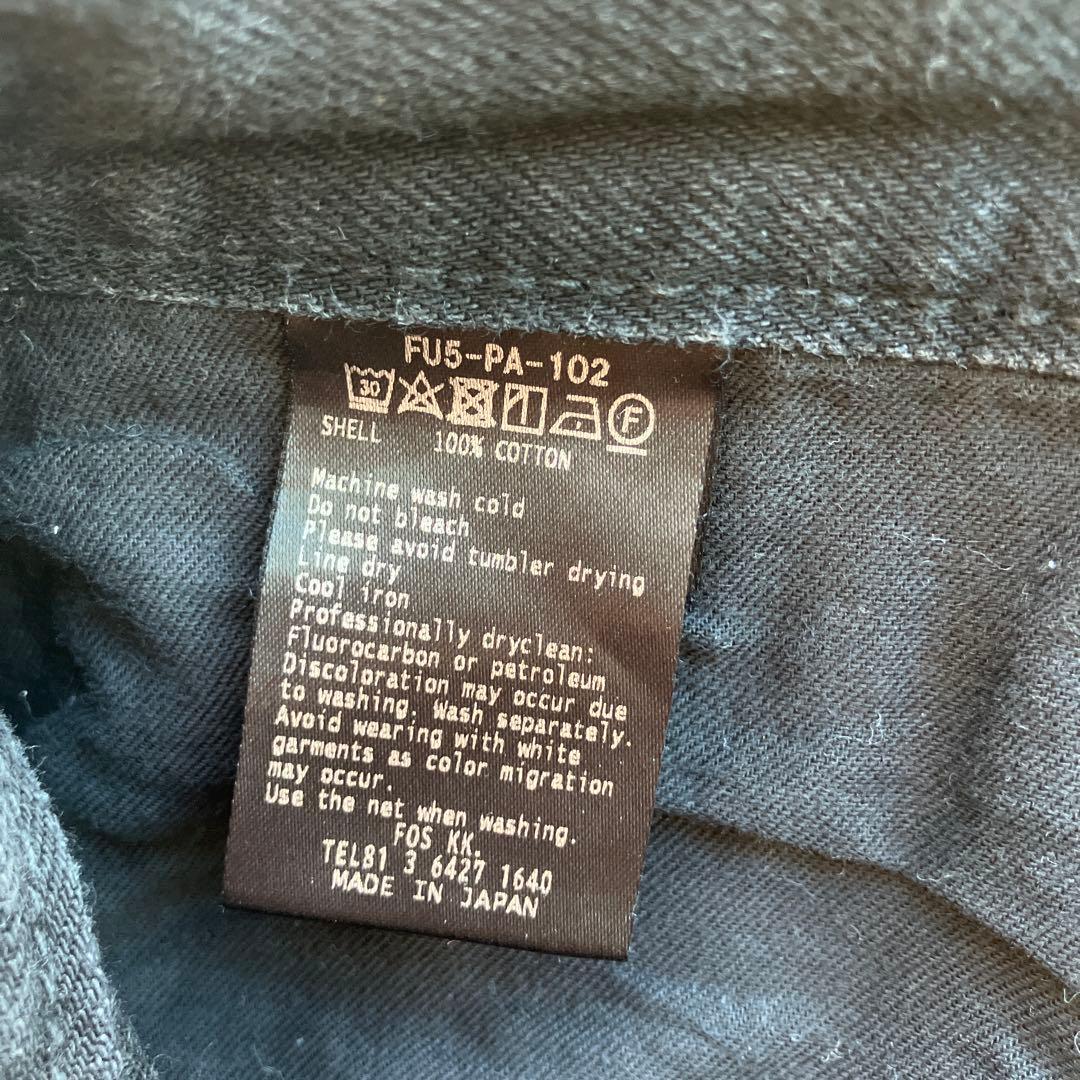 FU5-PA-102
30 F
SHELL 100% COTTON
Machine wash cold
Do not bleach
Please avoid tumbler drying
Line dry
Cool iron
Professionally dryclean:
Fluorocarbon or petroleum
Discoloration may occur due
to washing. Wash separately.
Avoid wearing with white
garments as color migration
may occur.
Use the net when washing.
FOS KK.
TEL81 3 6427 1640
MADE IN JAPAN